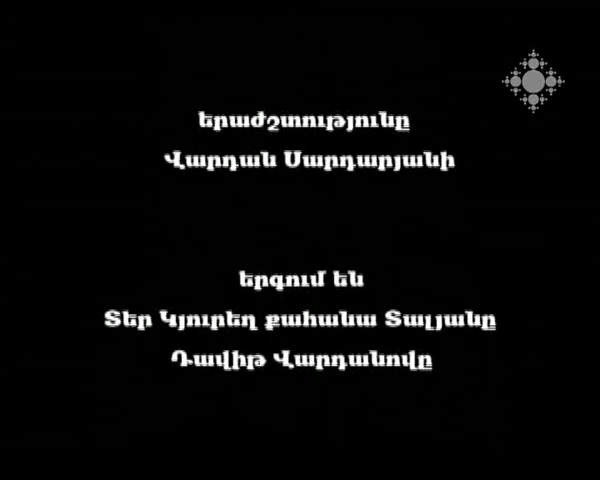 երաժշտությունը
Վարդան Սարդարյանի
երգում են
Տեր Կյուրեղ քահանա Տալյանը
Դավիթ Վարդանովը